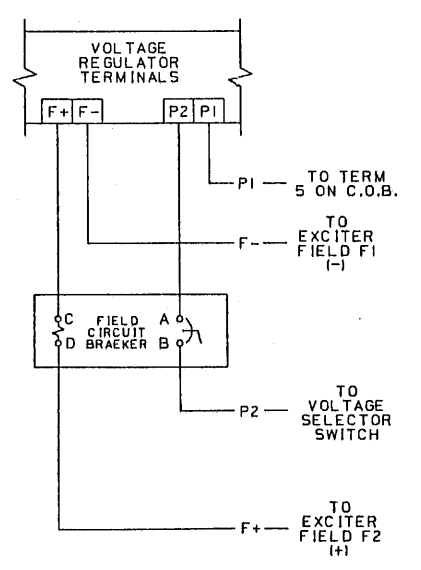 VOLTAGE
REGULATOR
TERMINALS
F+ F- P2 P1
P1
TO TERM
5 ON C.O.B.
F-
TO
EXCITER
FIELD F1
(-)
C
FIELD
CIRCUIT
BRAEKER
D
A
B
P2
TO
VOLTAGE
SELECTOR
SWITCH
F+
TO
EXCITER
FIELD F2
(+)